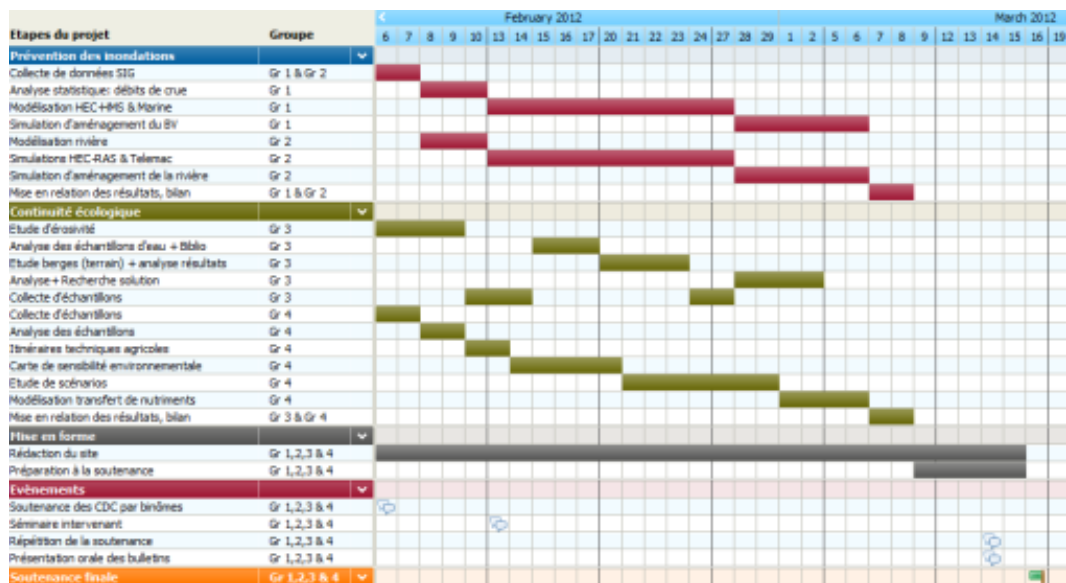 February 2012 March 2012
Etapes du projet Groupe 6 7 8 9 10 13 14 15 16 17 20 21 22 23 24 27 28 29 1 2 5 6 7 8 9 12 13 14 15 16 19
Prévention des inondations
Collecte de données SIG Gr 1 & Gr 2
Analyse statistique: débits de crue Gr 1
Modélisation HEC-HMS & Marine Gr 1
Simulation d'aménagement du BV Gr 1
Modélisation rivière Gr 2
Simulations HEC-RAS & Telemac Gr 2
Simulation d'aménagement de la rivière Gr 2
Mise en relation des résultats, bilan Gr 1 & Gr 2
Continuité écologique
Etude d'érosivité Gr 3
Analyse des échantillons d'eau + Biblio Gr 3
Etude berges (terrain) + analyse résultats Gr 3
Analyse+ Recherche solution Gr 3
Collecte d'échantillons Gr 3
Collecte d'échantillons Gr 4
Analyse des échantillons Gr 4
Itinéraires techniques agricoles Gr 4
Carte de sensibilité environnementale Gr 4
Etude de scénarios Gr 4
Modélisation transfert de nutriments Gr 4
Mise en relation des résultats, bilan Gr 3 & Gr 4
Mise en forme
Rédaction du site Gr 1,2,3 & 4
Préparation à la soutenance Gr 1,2,3 & 4
Evènements
Soutenance des CDC par binômes Gr 1,2,3 & 4
Séminaire intervenant Gr 1,2,3 & 4
Répétition de la soutenance Gr 1,2,3 & 4
Présentation orale des bulletins Gr 1,2,3 & 4
Soutenance finale Gr 1,2,3 & 4